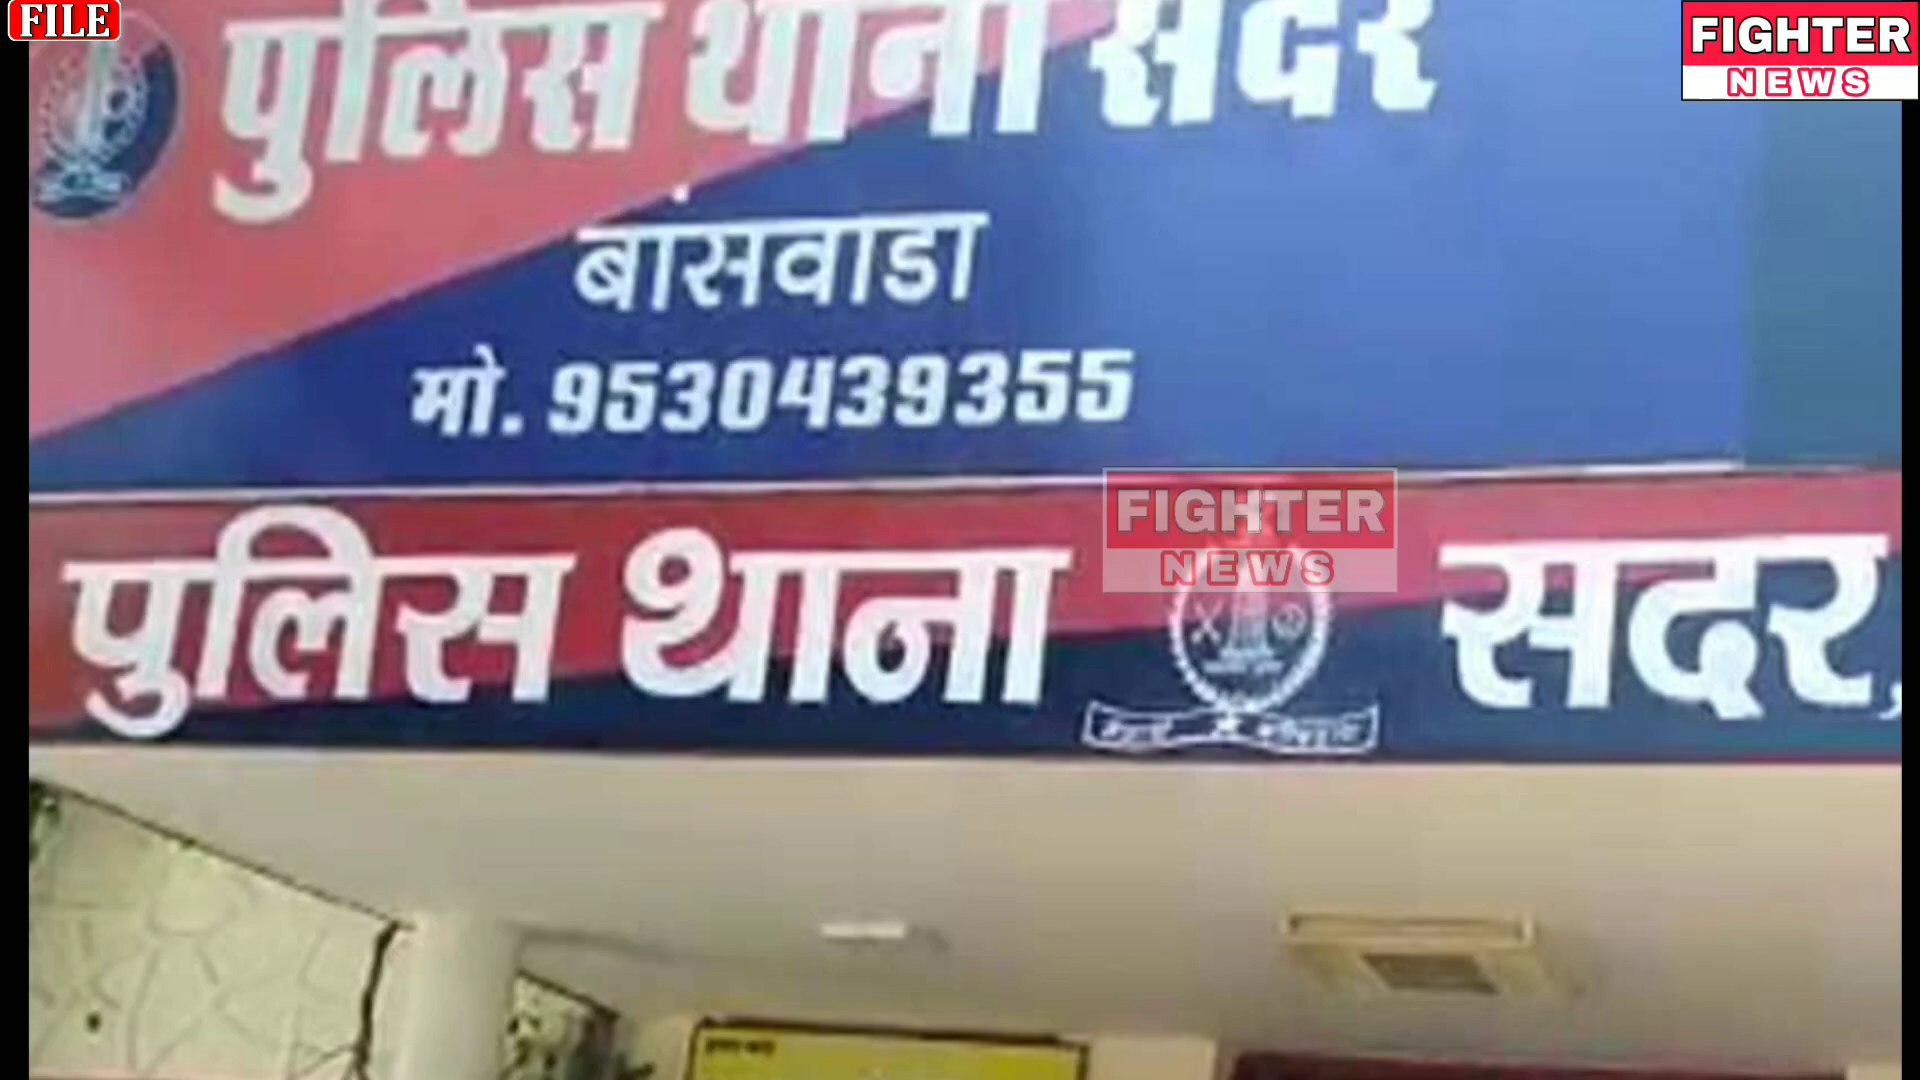 FILE
FIGHTER
NEWS
पुलिस थाना सदर
बांसवाडा
मो. 9530439355
FIGHTER
NEWS
पुलिस थाना सदर,